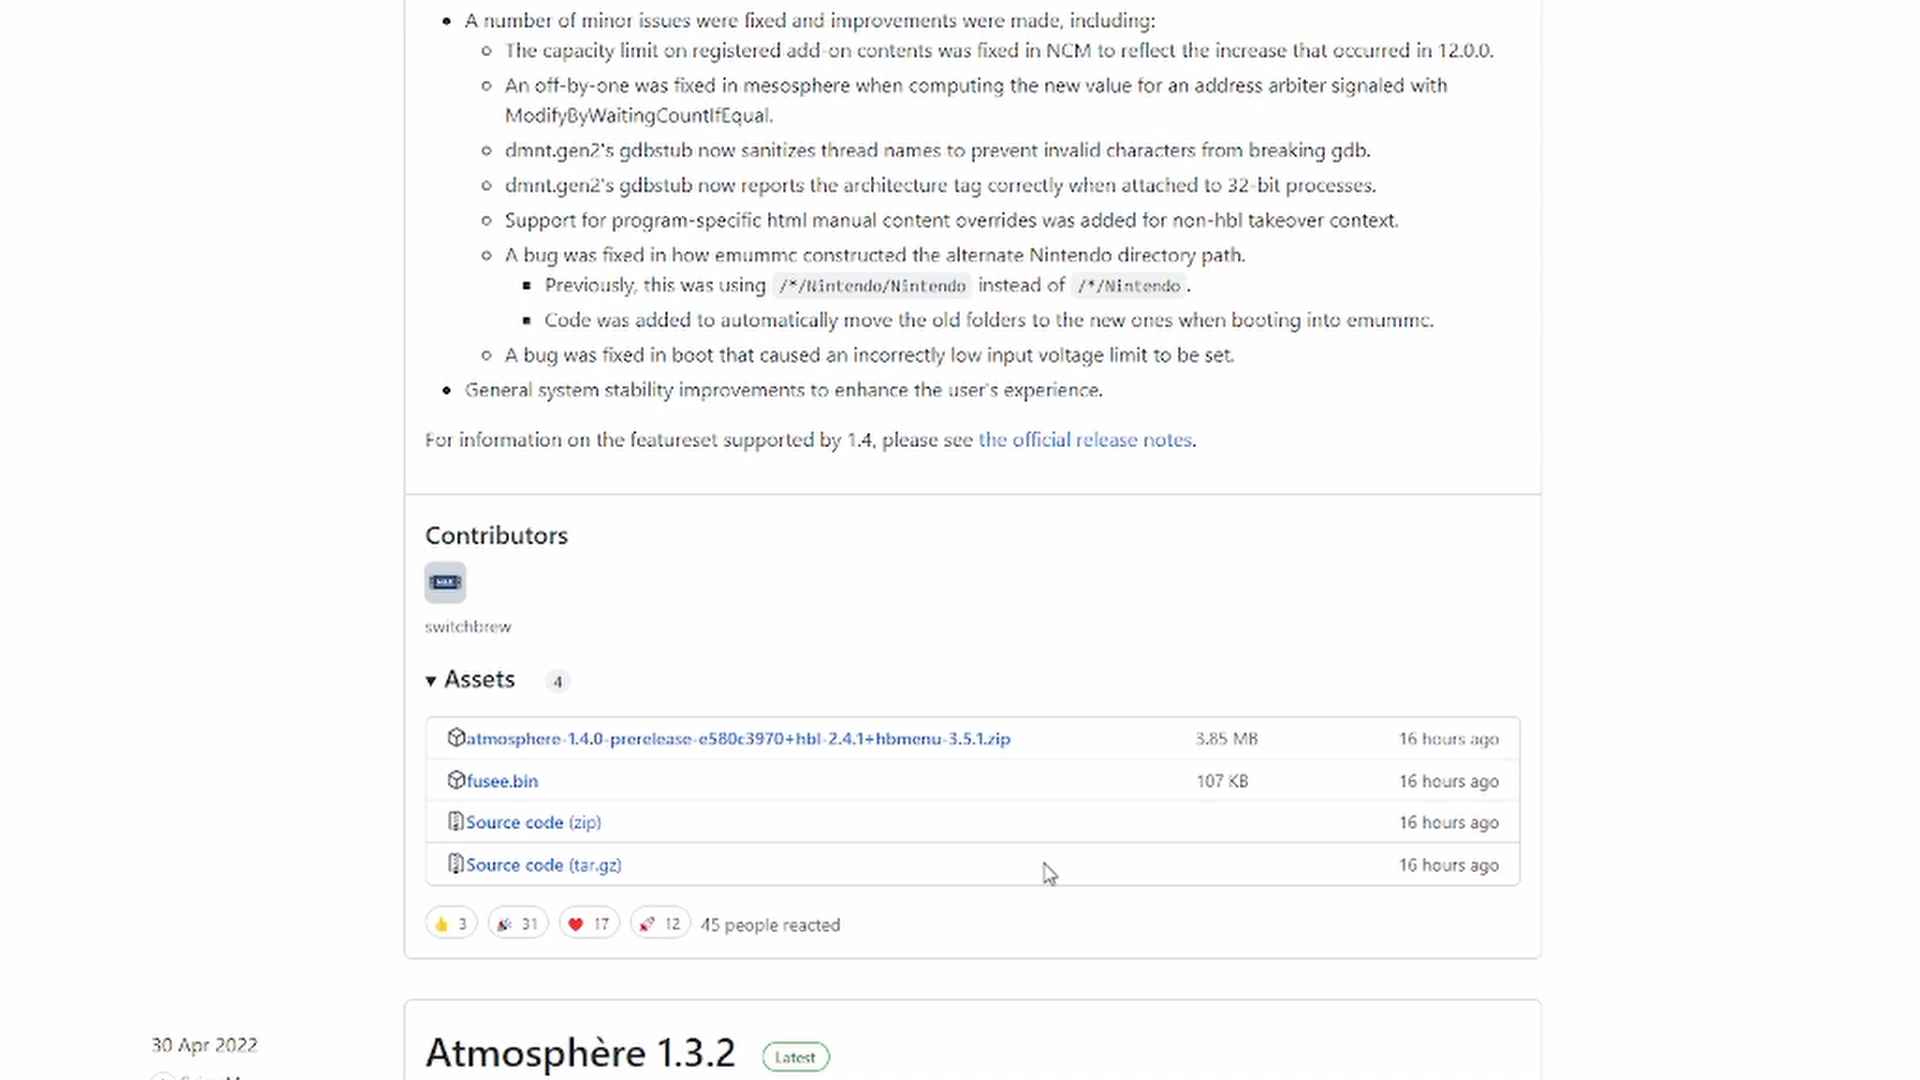 A number of minor issues were fixed and improvements were made, including:
The capacity limit on registered add-on contents was fixed in NCM to reflect the increase that occurred in 12.0.0.
An off-by-one was fixed in mesosphere when computing the new value for an address arbiter signaled with
ModifyByWaitingCountIfEqual.
dmnt.gen2's gdbstub now sanitizes thread names to prevent invalid characters from breaking gdb.
dmnt.gen2's gdbstub now reports the architecture tag correctly when attached to 32-bit processes.
Support for program-specific html manual content overrides was added for non-hbl takeover context.
A bug was fixed in how emummc constructed the alternate Nintendo directory path.
Previously, this was using /*/Nintendo/Nintendo instead of /*/Nintendo.
Code was added to automatically move the old folders to the new ones when booting into emummc.
A bug was fixed in boot that caused an incorrectly low input voltage limit to be set.
General system stability improvements to enhance the user's experience.
For information on the featureset supported by 1.4, please see the official release notes.
Contributors
switchbrew
Assets 4
atmosphere-1.4.0-prerelease-e580c3970+hbl-2.4.1+hbmenu-3.5.1.zip 3.85 MB 16 hours ago
fusee.bin 107 KB 16 hours ago
Source code (zip) 16 hours ago
Source code (tar.gz) 16 hours ago
3 31 17 12 45 people reacted
30 Apr 2022
Atmosphère 1.3.2 Latest